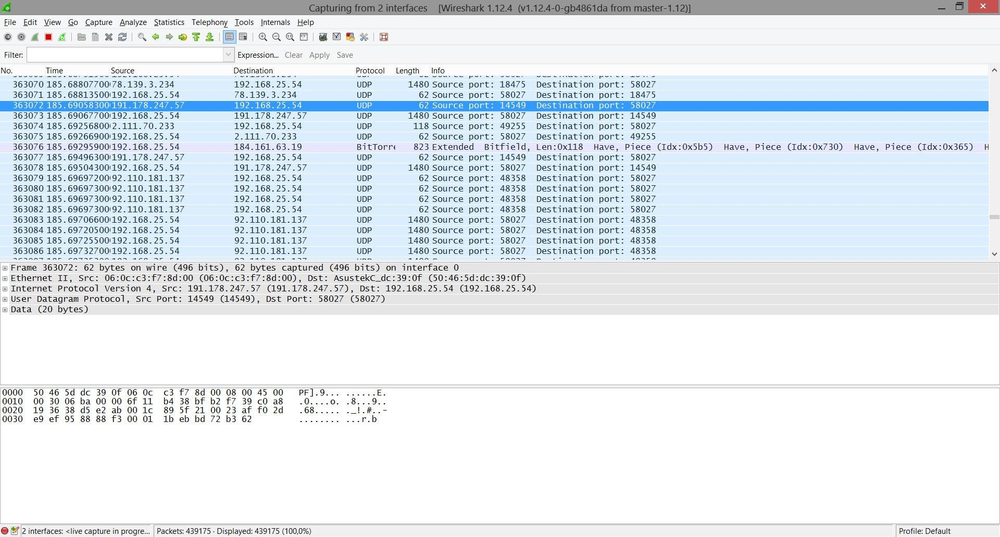 Capturing from 2 interfaces [Wireshark 1.12.4 (v1.12.4-0-gb4861da from master-1.12)]
File Edit View Go Capture Analyze Statistics Telephony Tools Internals Help
Filter: Expression... Clear Apply Save
No. Time Source Destination Protocol Length Info
363070 185.68807700 78.139.3.234 192.168.25.54 UDP 1480 Source port: 18475 Destination port: 58027
363071 185.68813500 192.168.25.54 78.139.3.234 UDP 62 Source port: 58027 Destination port: 18475
363072 185.69058300 191.178.247.57 192.168.25.54 UDP 62 Source port: 14549 Destination port: 58027
363073 185.69067700 192.168.25.54 191.178.247.57 UDP 1480 Source port: 58027 Destination port: 14549
363074 185.69256800 2.111.70.233 192.168.25.54 UDP 118 Source port: 49255 Destination port: 58027
363075 185.69266900 192.168.25.54 2.111.70.233 UDP 62 Source port: 58027 Destination port: 49255
363076 185.69295900 192.168.25.54 184.161.63.19 BitTorre 823 Extended Bitfield, Len:0x118 Have, Piece (Idx:0x5b5) Have, Piece (Idx:0x730) Have, Piece (Idx:0x365) H
363077 185.69496300 191.178.247.57 192.168.25.54 UDP 62 Source port: 14549 Destination port: 58027
363078 185.69504300 192.168.25.54 191.178.247.57 UDP 1480 Source port: 58027 Destination port: 14549
363079 185.69697200 92.110.181.137 192.168.25.54 UDP 62 Source port: 48358 Destination port: 58027
363080 185.69697300 92.110.181.137 192.168.25.54 UDP 62 Source port: 48358 Destination port: 58027
363081 185.69697300 92.110.181.137 192.168.25.54 UDP 62 Source port: 48358 Destination port: 58027
363082 185.69697300 92.110.181.137 192.168.25.54 UDP 62 Source port: 48358 Destination port: 58027
363083 185.69706600 192.168.25.54 92.110.181.137 UDP 1480 Source port: 58027 Destination port: 48358
363084 185.69720500 192.168.25.54 92.110.181.137 UDP 1480 Source port: 58027 Destination port: 48358
363085 185.69725500 192.168.25.54 92.110.181.137 UDP 1480 Source port: 58027 Destination port: 48358
363086 185.69732700 192.168.25.54 92.110.181.137 UDP 1480 Source port: 58027 Destination port: 48358
Frame 363072: 62 bytes on wire (496 bits), 62 bytes captured (496 bits) on interface 0
Ethernet II, Src: 06:0c:c3:f7:8d:00 (06:0c:c3:f7:8d:00), Dst: AsustekC_dc:39:0f (50:46:5d:dc:39:0f)
Internet Protocol Version 4, Src: 191.178.247.57 (191.178.247.57), Dst: 192.168.25.54 (192.168.25.54)
User Datagram Protocol, Src Port: 14549 (14549), Dst Port: 58027 (58027)
Data (20 bytes)
0000 50 46 5d dc 39 0f 06 0c c3 f7 8d 00 08 00 45 00 PF].9... ......E.
0010 00 30 06 ba 00 00 6f 11 b4 38 bf b2 f7 39 c0 a8 .0....o. .8...9..
0020 19 36 38 d5 e2 ab 00 1c 89 5f 21 00 23 af f0 2d .68..... ._!.#..-
0030 e9 ef 95 88 88 f3 00 01 1b eb bd 72 b3 62 ........ ...r.b
2 interfaces: <live capture in progre... Packets: 439175 · Displayed: 439175 (100,0%) Profile: Default